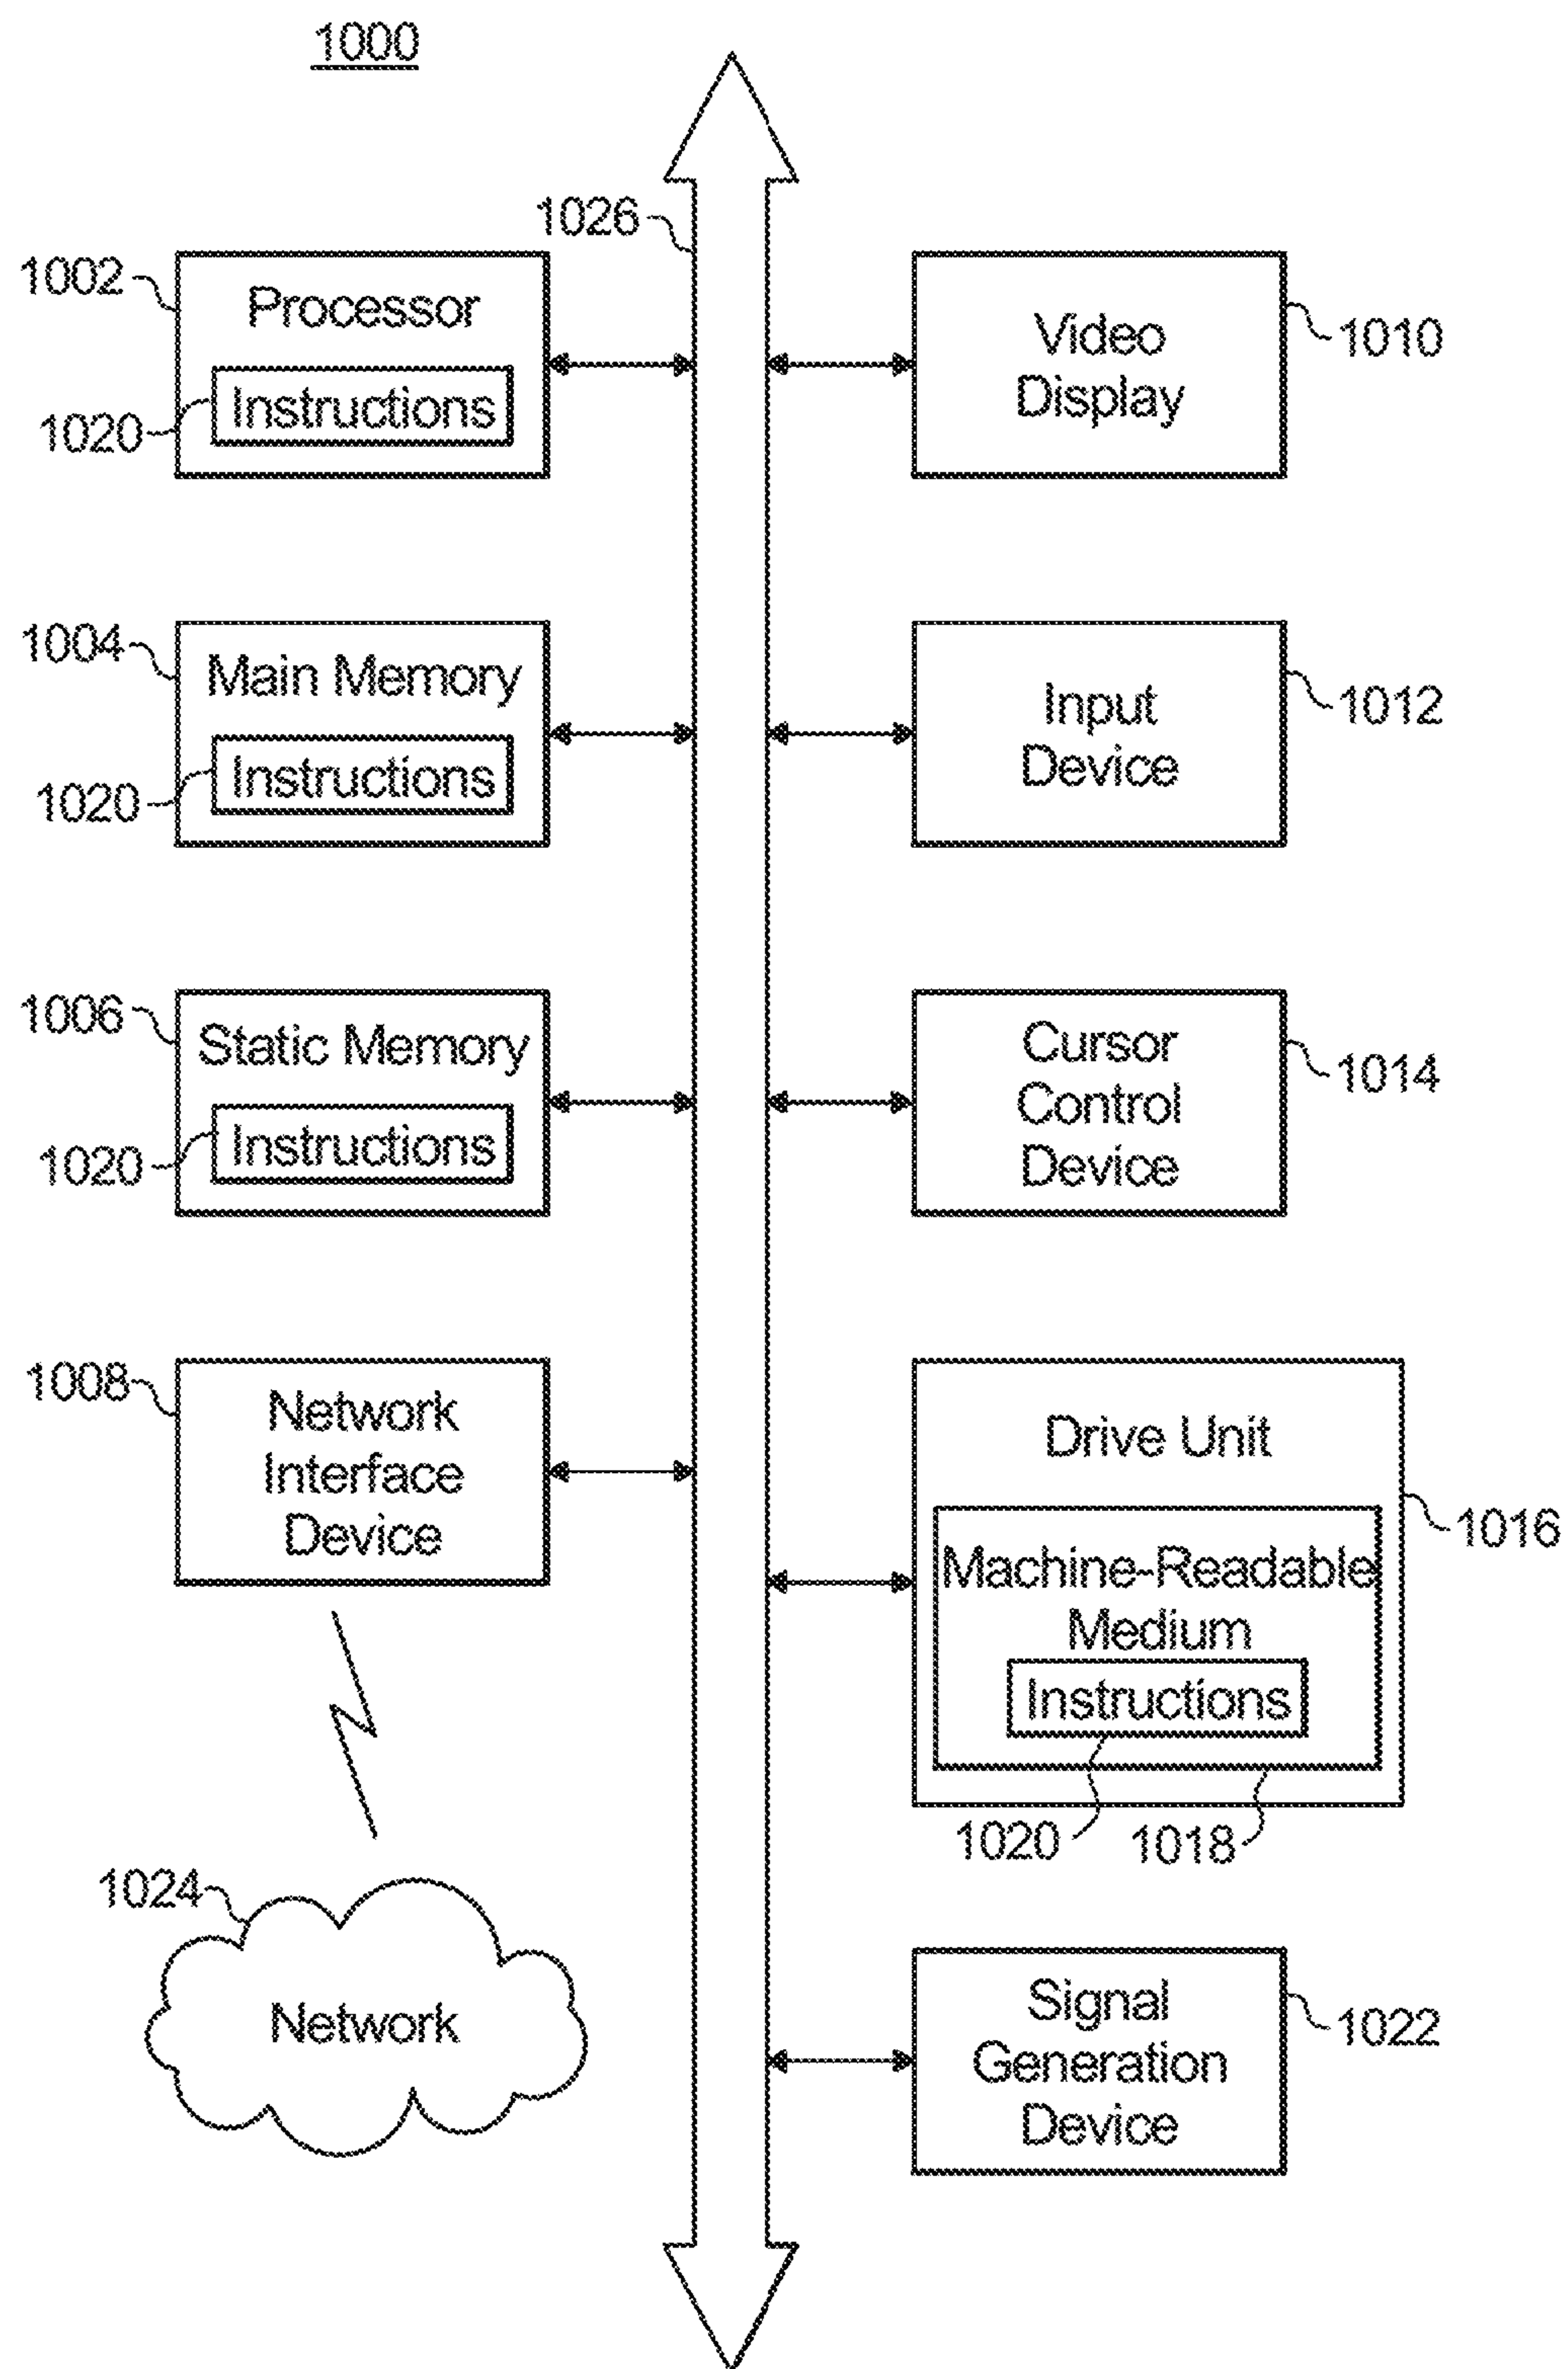 1000
1026
1002
Processor
1020
Instructions
Video
Display
1010
1004
Main Memory
1020
Instructions
Input
Device
1012
1006
Static Memory
1020
Instructions
Cursor
Control
Device
1014
1008
Network
Interface
Device
Drive Unit
1016
Machine-Readable
Medium
Instructions
1020
1018
1024
Network
Signal
Generation
Device
1022